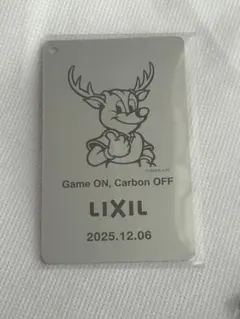 Game ON, Carbon OFF
LIXIL
2025.12.06